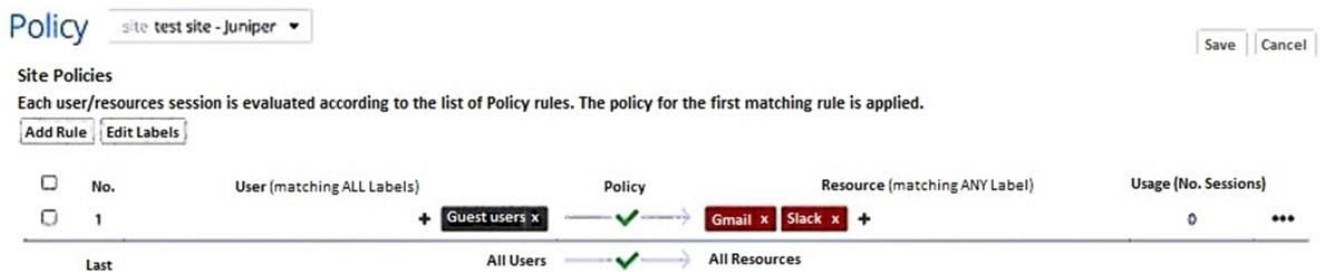 Policy site test site - Juniper
Save Cancel
Site Policies
Each user/resources session is evaluated according to the list of Policy rules. The policy for the first matching rule is applied.
Add Rule Edit Labels
No. User (matching ALL Labels) Policy Resource (matching ANY Label) Usage (No. Sessions)
1 + Guest users x Gmail x Slack x + 0 •••
Last All Users All Resources